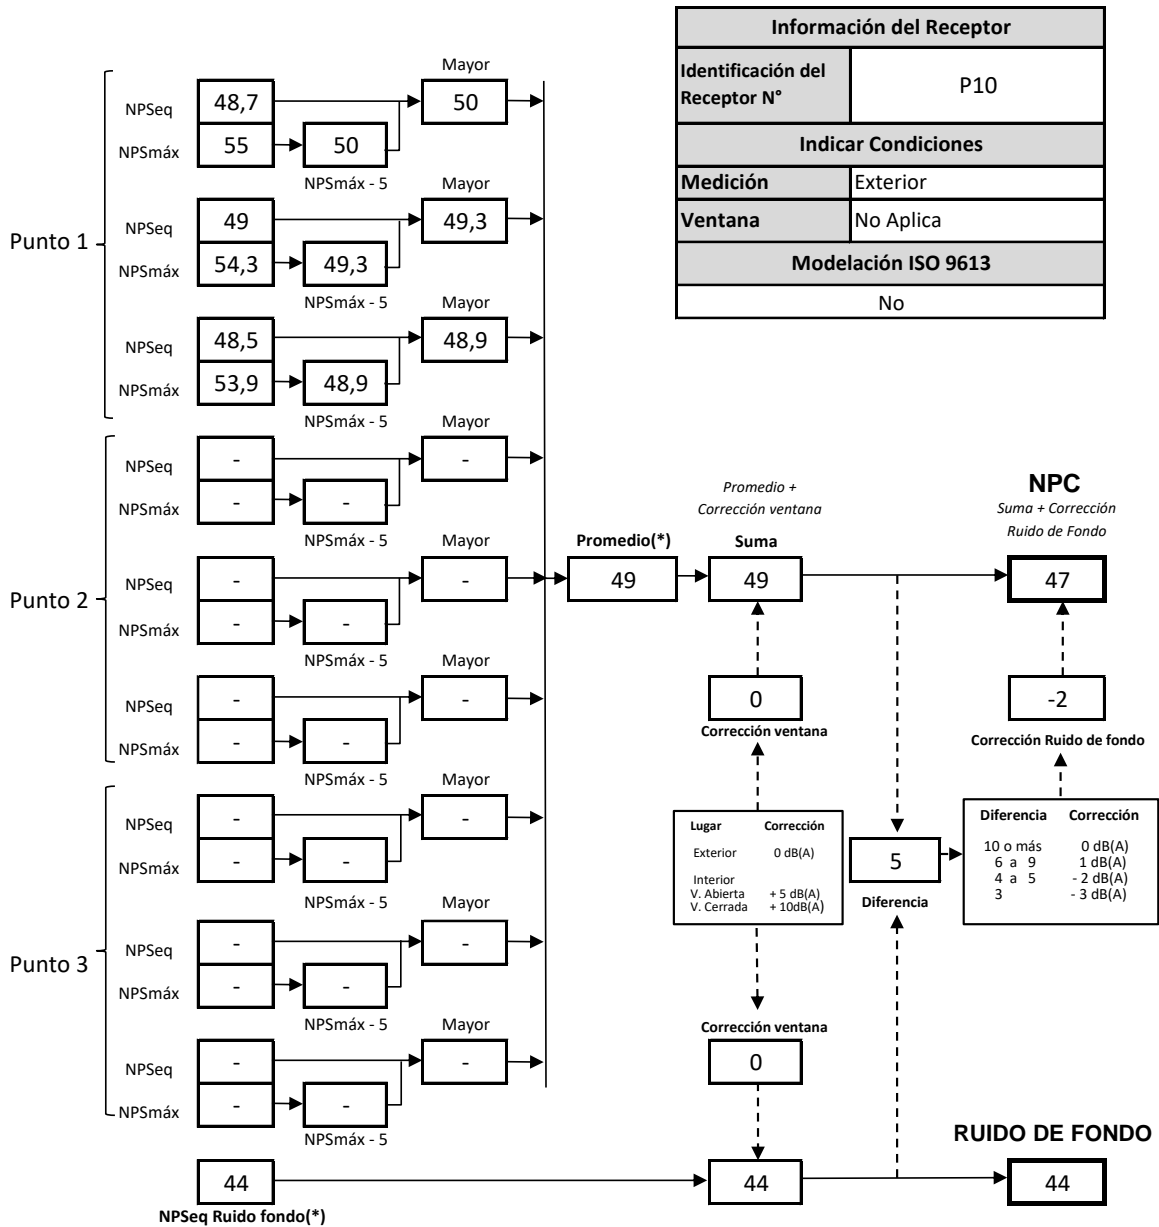 Información del Receptor
Identificación del
Receptor N°
P10
Indicar Condiciones
Medición
Exterior
Ventana
No Aplica
Modelación ISO 9613
No
Punto 1
Mayor
NPSeq
48,7
50
NPSmáx
55
50
NPSmáx - 5
Mayor
NPSeq
49
49,3
NPSmáx
54,3
49,3
NPSmáx - 5
Mayor
NPSeq
48,5
48,9
NPSmáx
53,9
48,9
NPSmáx - 5
Punto 2
Mayor
NPSeq
-
-
NPSmáx
-
-
NPSmáx - 5
Mayor
NPSeq
-
-
NPSmáx
-
-
NPSmáx - 5
Mayor
NPSeq
-
-
NPSmáx
-
-
NPSmáx - 5
Punto 3
Mayor
NPSeq
-
-
NPSmáx
-
-
NPSmáx - 5
Mayor
NPSeq
-
-
NPSmáx
-
-
NPSmáx - 5
Mayor
NPSeq
-
-
NPSmáx
-
-
NPSmáx - 5
Promedio(*)
49
Promedio +
Corrección ventana
Suma
49
NPC
Suma + Corrección
Ruido de Fondo
47
0
Corrección ventana
-2
Corrección Ruido de fondo
Lugar Corrección
Exterior 0 dB(A)
Interior
V. Abierta + 5 dB(A)
V. Cerrada + 10dB(A)
5
Diferencia
Diferencia Corrección
10 o más 0 dB(A)
6 a 9 1 dB(A)
4 a 5 - 2 dB(A)
3 - 3 dB(A)
Corrección ventana
0
RUIDO DE FONDO
44
44
44
NPSeq Ruido fondo(*)